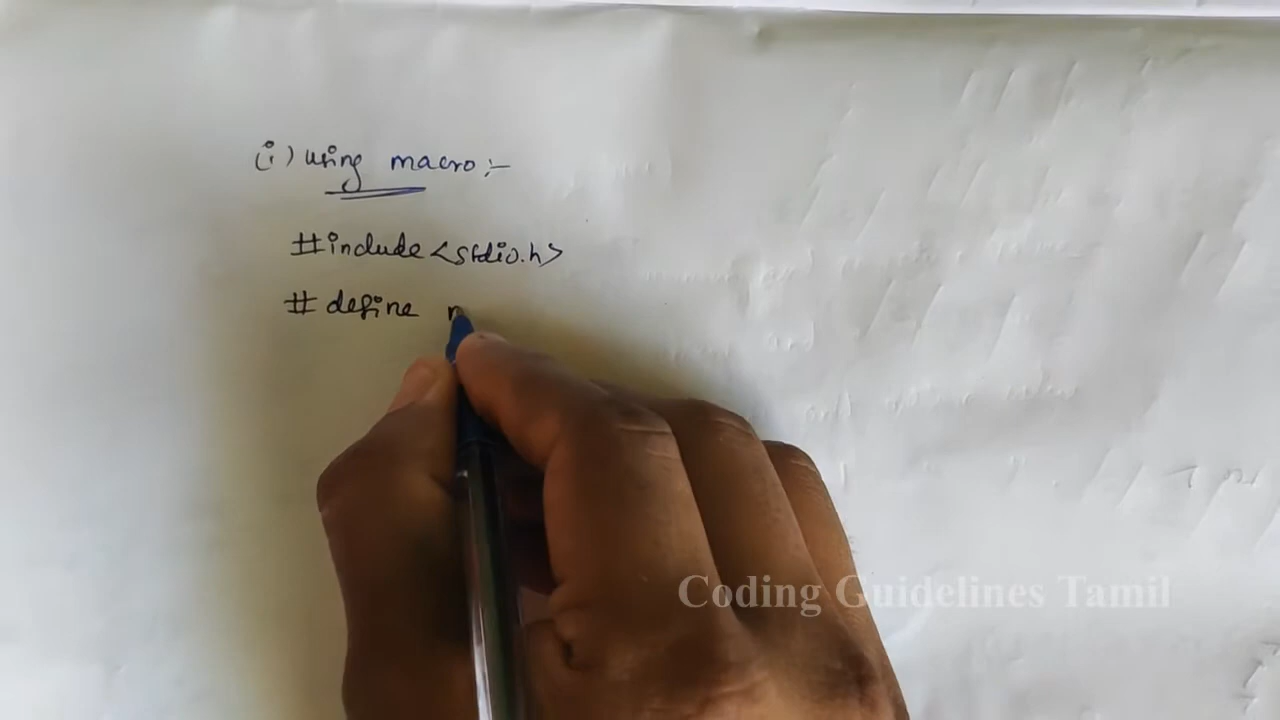 (i) using macro :-
#include <stdio.h>
# define
Coding Guidelines Tamil